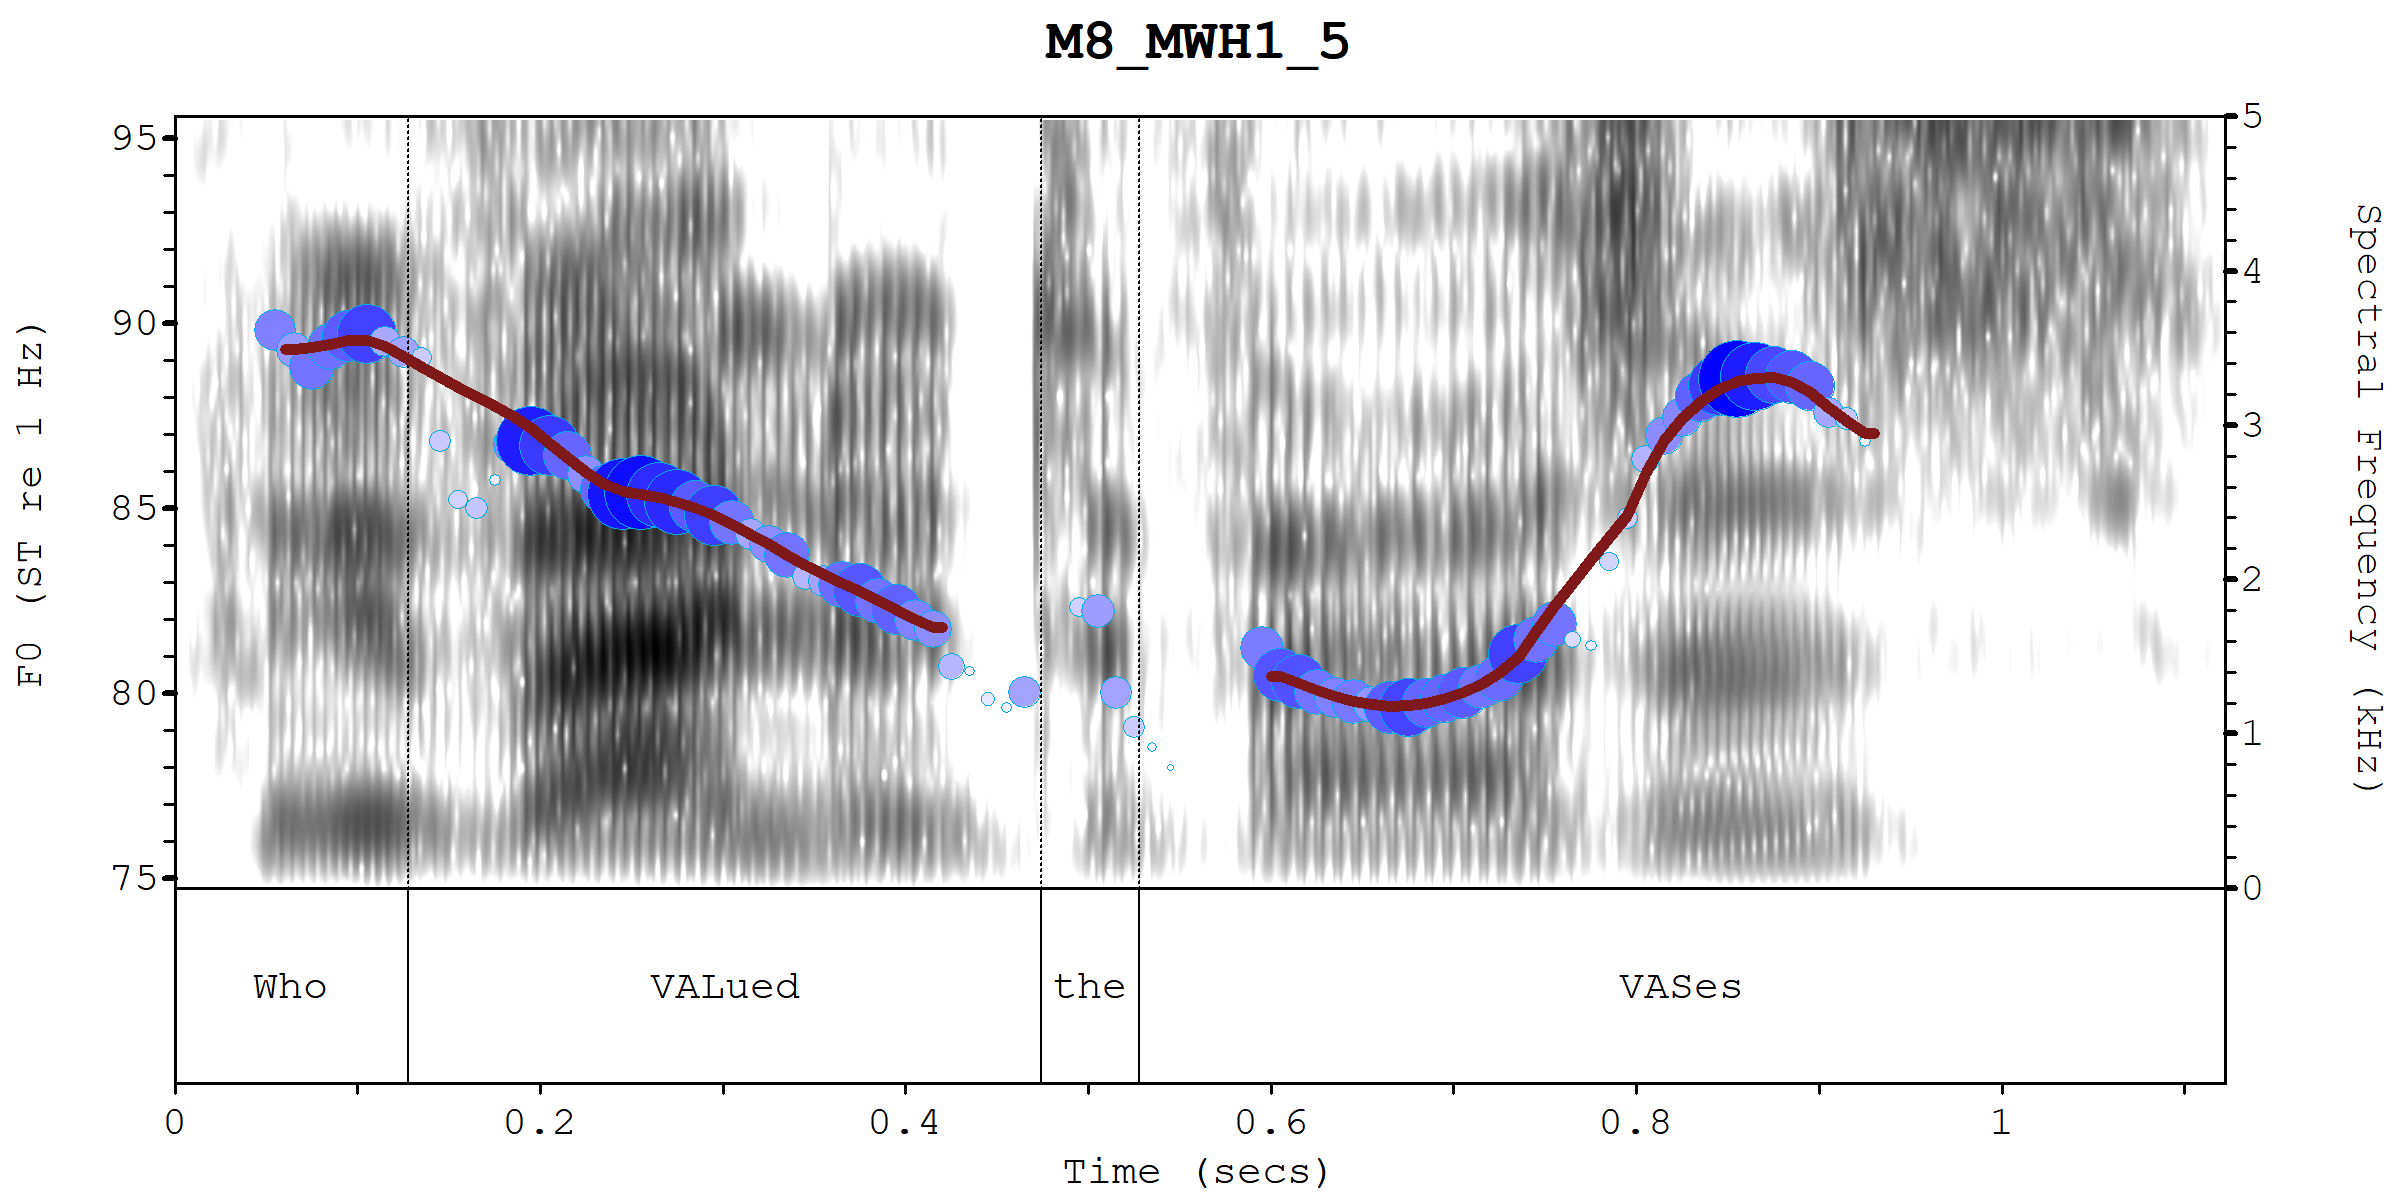 M8_MWH1_5
95
90
85
80
75
F0 (ST re 1 Hz)
5
4
3
2
1
0
Spectral Frequency (kHz)
Who VALued the VASes
0 0.2 0.4 0.6 0.8 1
Time (secs)